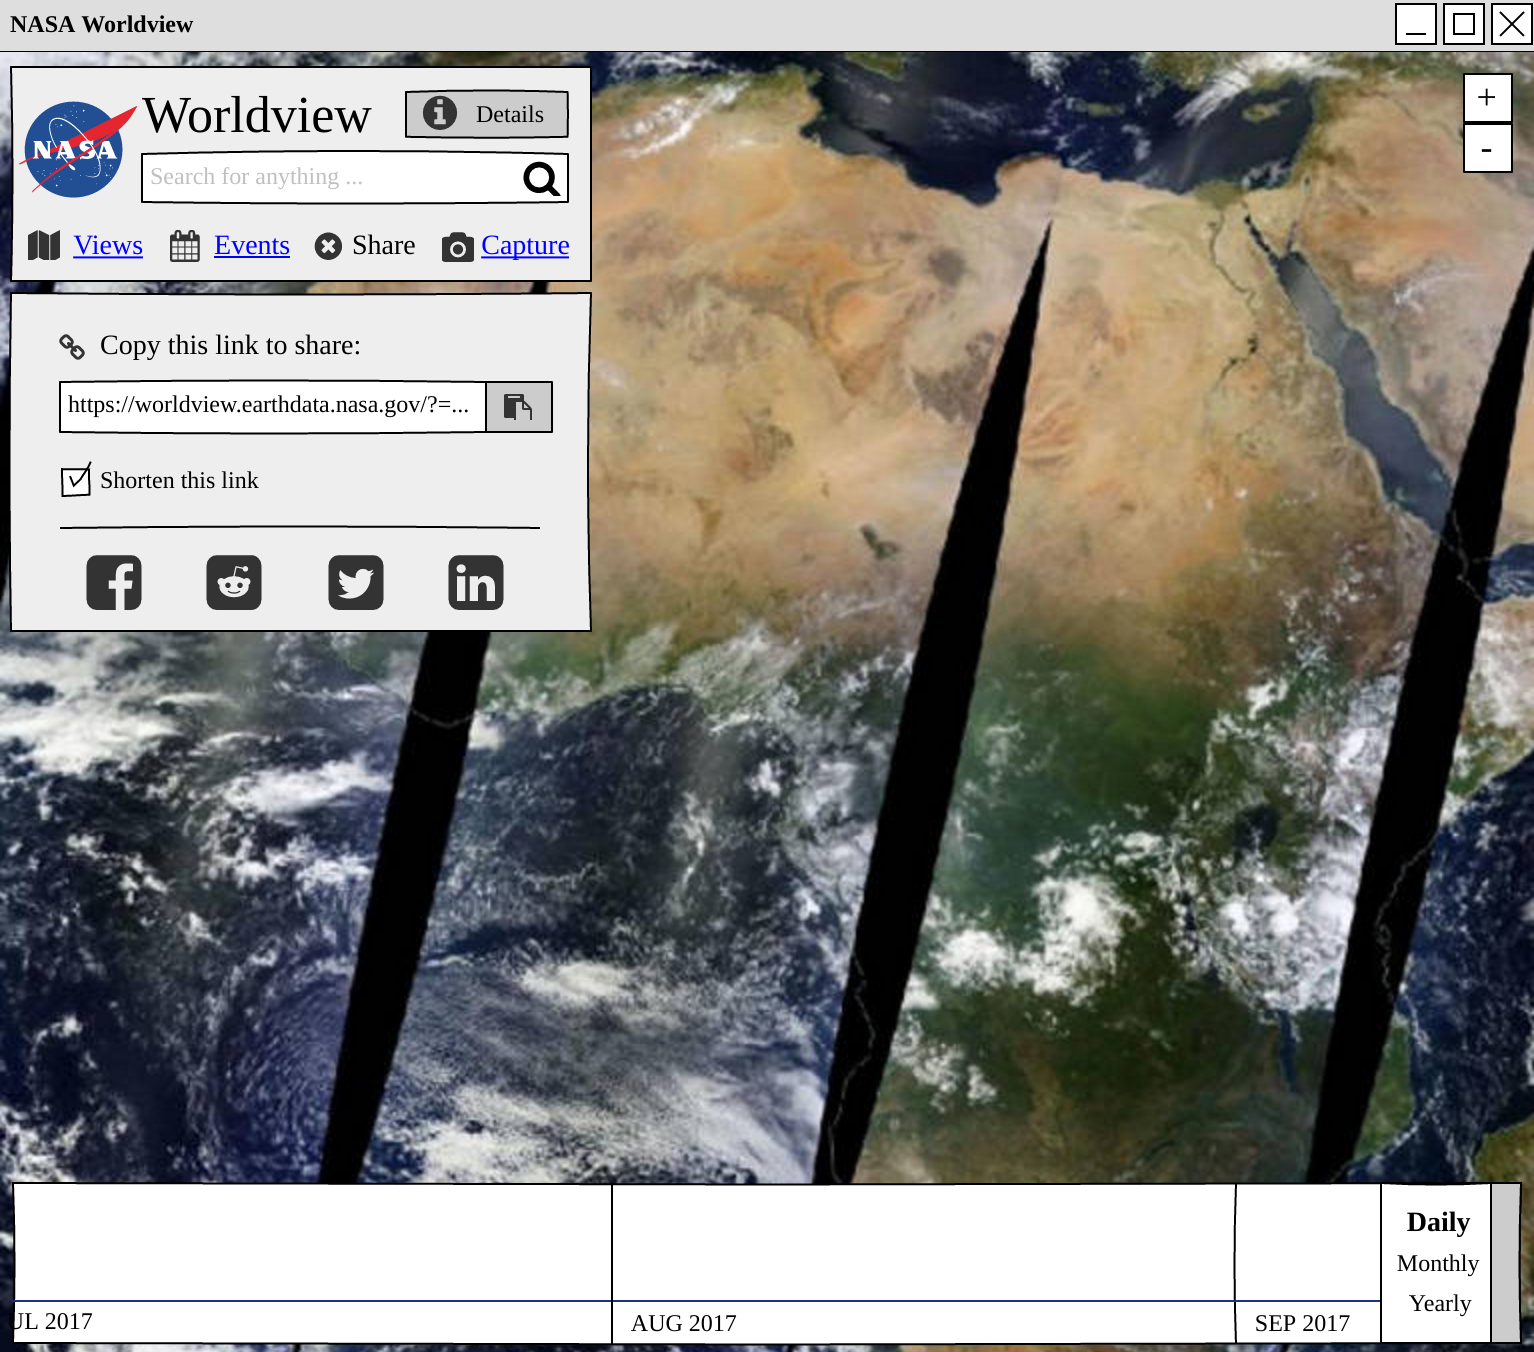 NASA Worldview
NASA
Worldview
Details
Search for anything ...
Views Events Share Capture
Copy this link to share:
https://worldview.earthdata.nasa.gov/?=...
Shorten this link
+
-
UL 2017
AUG 2017
SEP 2017
Daily
Monthly
Yearly